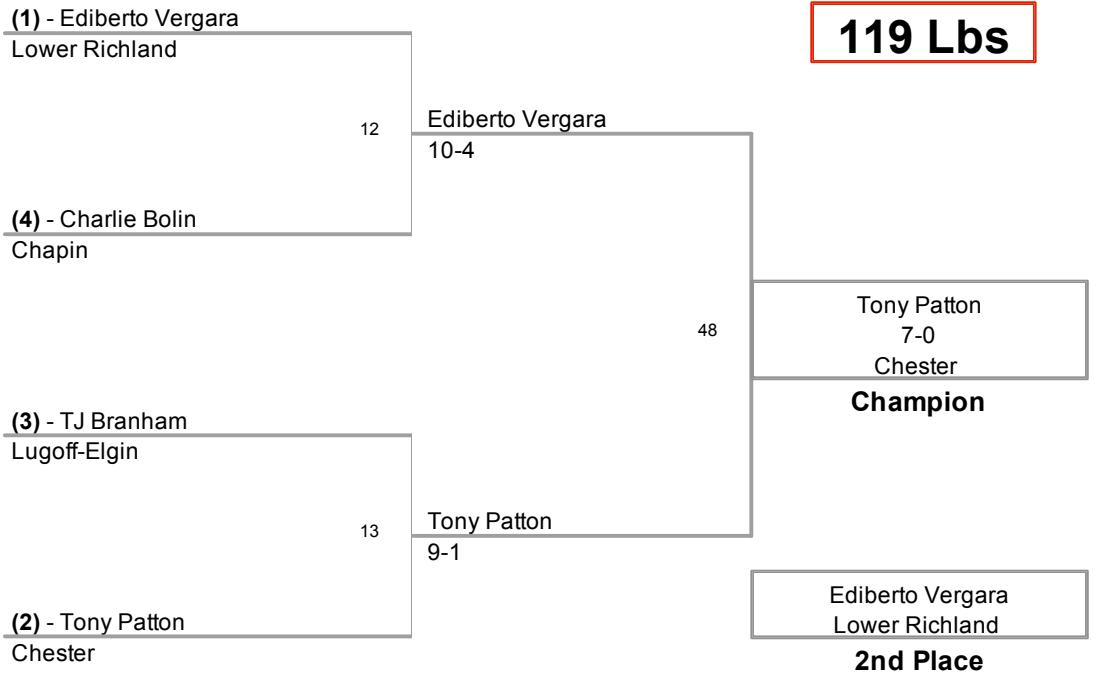 (1) - Ediberto Vergara
Lower Richland
119 Lbs
12
Ediberto Vergara
10-4
(4) - Charlie Bolin
Chapin
48
Tony Patton
7-0
Chester
Champion
(3) - TJ Branham
Lugoff-Elgin
13
Tony Patton
9-1
(2) - Tony Patton
Chester
Ediberto Vergara
Lower Richland
2nd Place